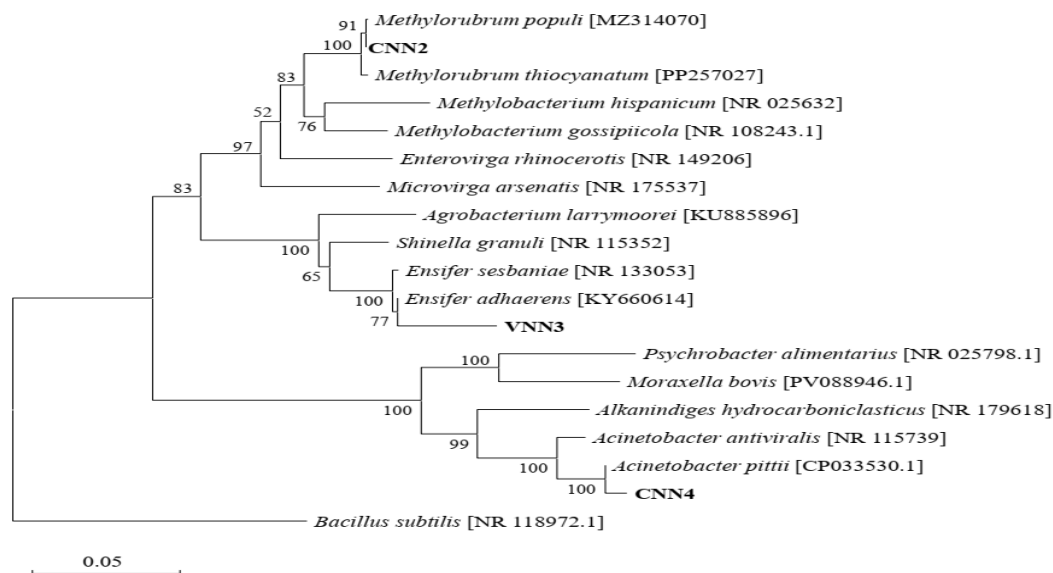 91
Methylorubrum populi [MZ314070]
100
CNN2
83
Methylorubrum thiocyanatum [PP257027]
Methylobacterium hispanicum [NR 025632]
52
76
Methylobacterium gossipiicola [NR 108243.1]
97
Enterovirga rhinocerotis [NR 149206]
83
Microvirga arsenatis [NR 175537]
Agrobacterium larrymoorei [KU885896]
100
Shinella granuli [NR 115352]
65
Ensifer sesbaniae [NR 133053]
100
Ensifer adhaerens [KY660614]
77
VNN3
Psychrobacter alimentarius [NR 025798.1]
100
Moraxella bovis [PV088946.1]
100
Alkanindiges hydrocarboniclasticus [NR 179618]
99
Acinetobacter antiviralis [NR 115739]
100
Acinetobacter pittii [CP033530.1]
100
CNN4
Bacillus subtilis [NR 118972.1]
0.05